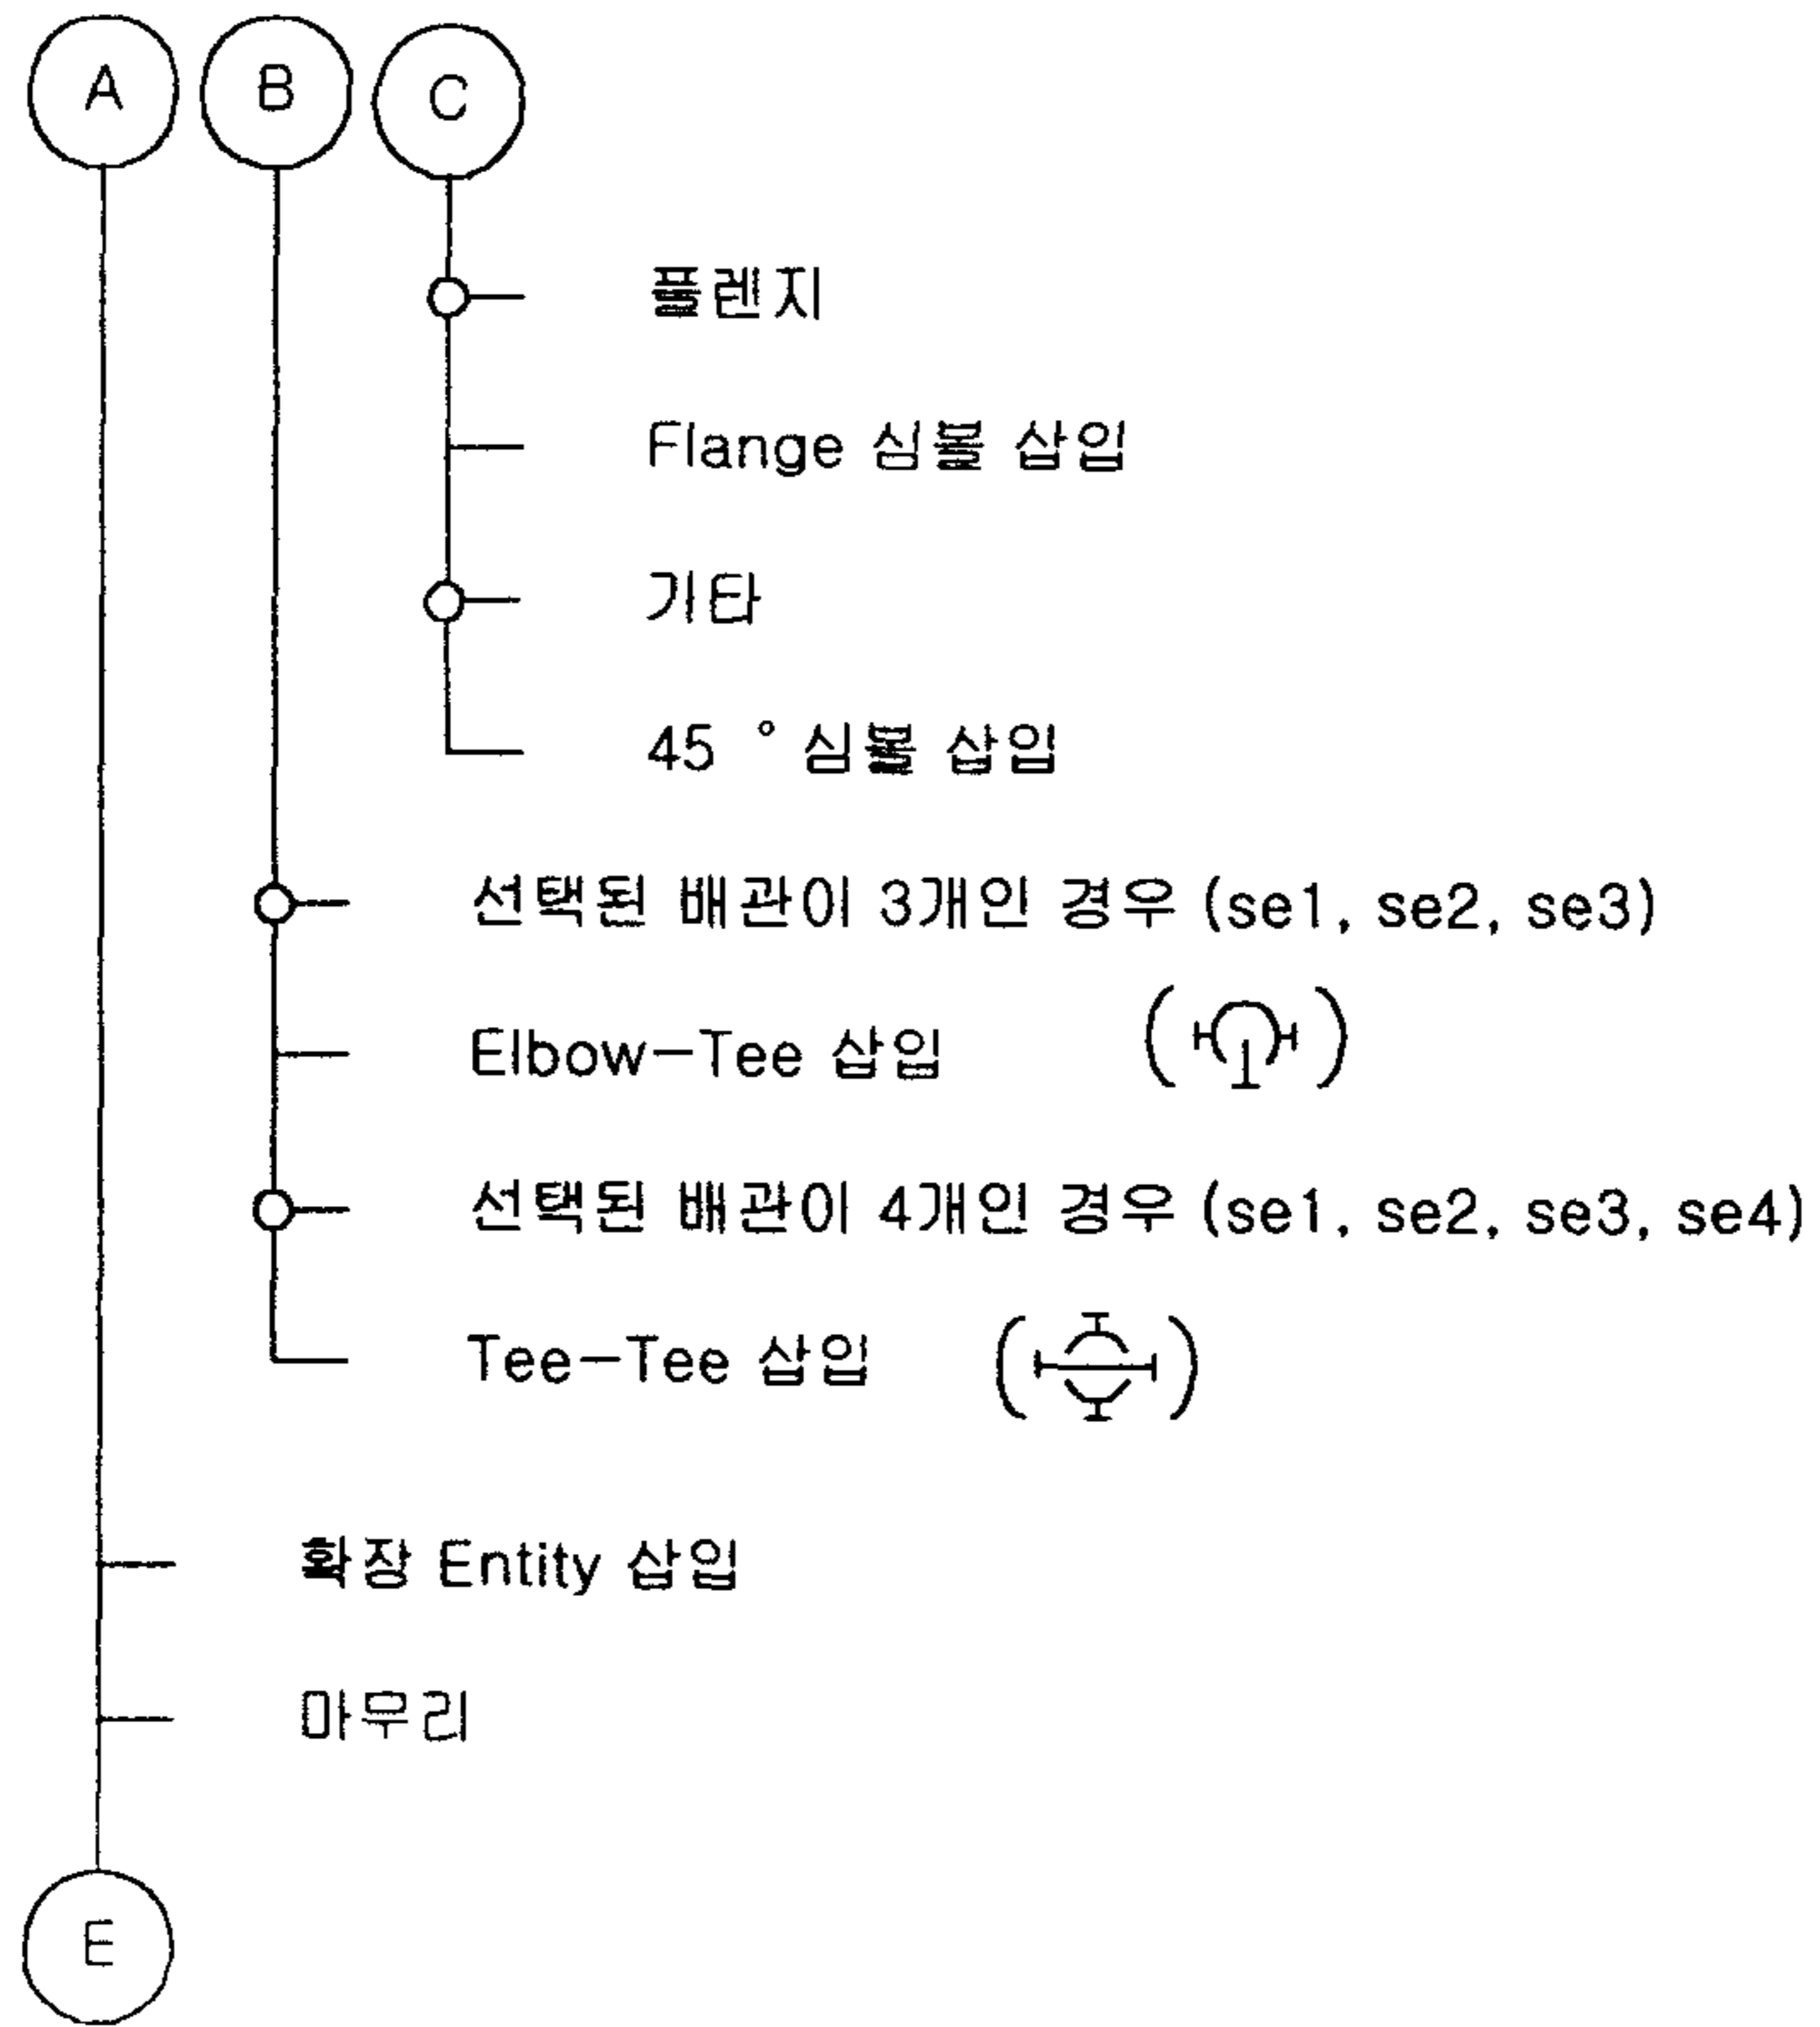 A B C
플렌지
Flange 심볼 삽입
기타
45 ° 심볼 삽입
선택된 배관이 3개인 경우 (se1, se2, se3)
Elbow-Tee 삽입
선택된 배관이 4개인 경우 (se1, se2, se3, se4)
Tee-Tee 삽입
확장 Entity 삽입
마무리
E